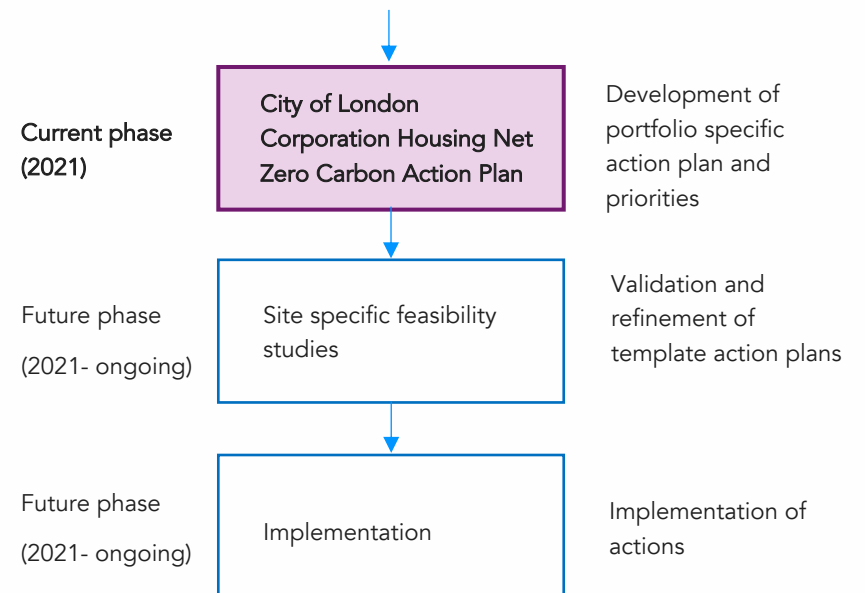 Current phase
(2021)
City of London
Corporation Housing Net
Zero Carbon Action Plan
Development of
portfolio specific
action plan and
priorities
Future phase
(2021- ongoing)
Site specific feasibility
studies
Validation and
refinement of
template action plans
Future phase
(2021- ongoing)
Implementation
Implementation of
actions